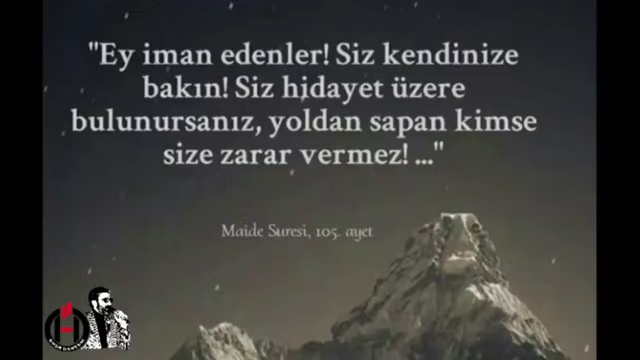 "Ey iman edenler! Siz kendinize
bakın! Siz hidayet üzere
bulunursanız, yoldan sapan kimse
size zarar vermez! ..."
Maide Suresi, 105. ayet